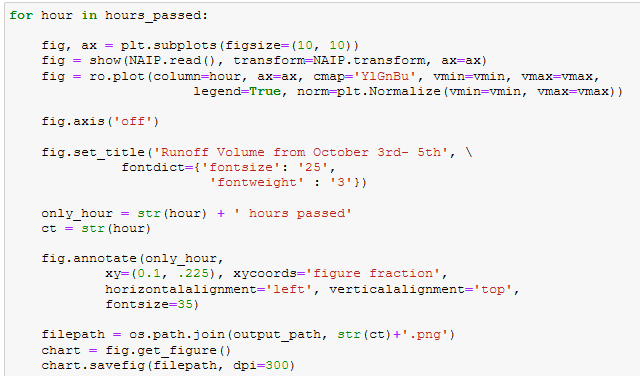 for hour in hours_passed:
    fig, ax = plt.subplots(figsize=(10, 10))
    fig = show(NAIP.read(), transform=NAIP.transform, ax=ax)
    fig = ro.plot(column=hour, ax=ax, cmap='YlGnBu', vmin=vmin, vmax=vmax,
                    legend=True, norm=plt.Normalize(vmin=vmin, vmax=vmax))
    fig.axis('off')
    fig.set_title('Runoff Volume from October 3rd- 5th', \
              fontdict={'fontsize': '25',
                         'fontweight' : '3'})
    only_hour = str(hour) + ' hours passed'
    ct = str(hour)
    fig.annotate(only_hour,
            xy=(0.1, .225), xycoords='figure fraction',
            horizontalalignment='left', verticalalignment='top',
            fontsize=35)
    filepath = os.path.join(output_path, str(ct)+'.png')
    chart = fig.get_figure()
    chart.savefig(filepath, dpi=300)